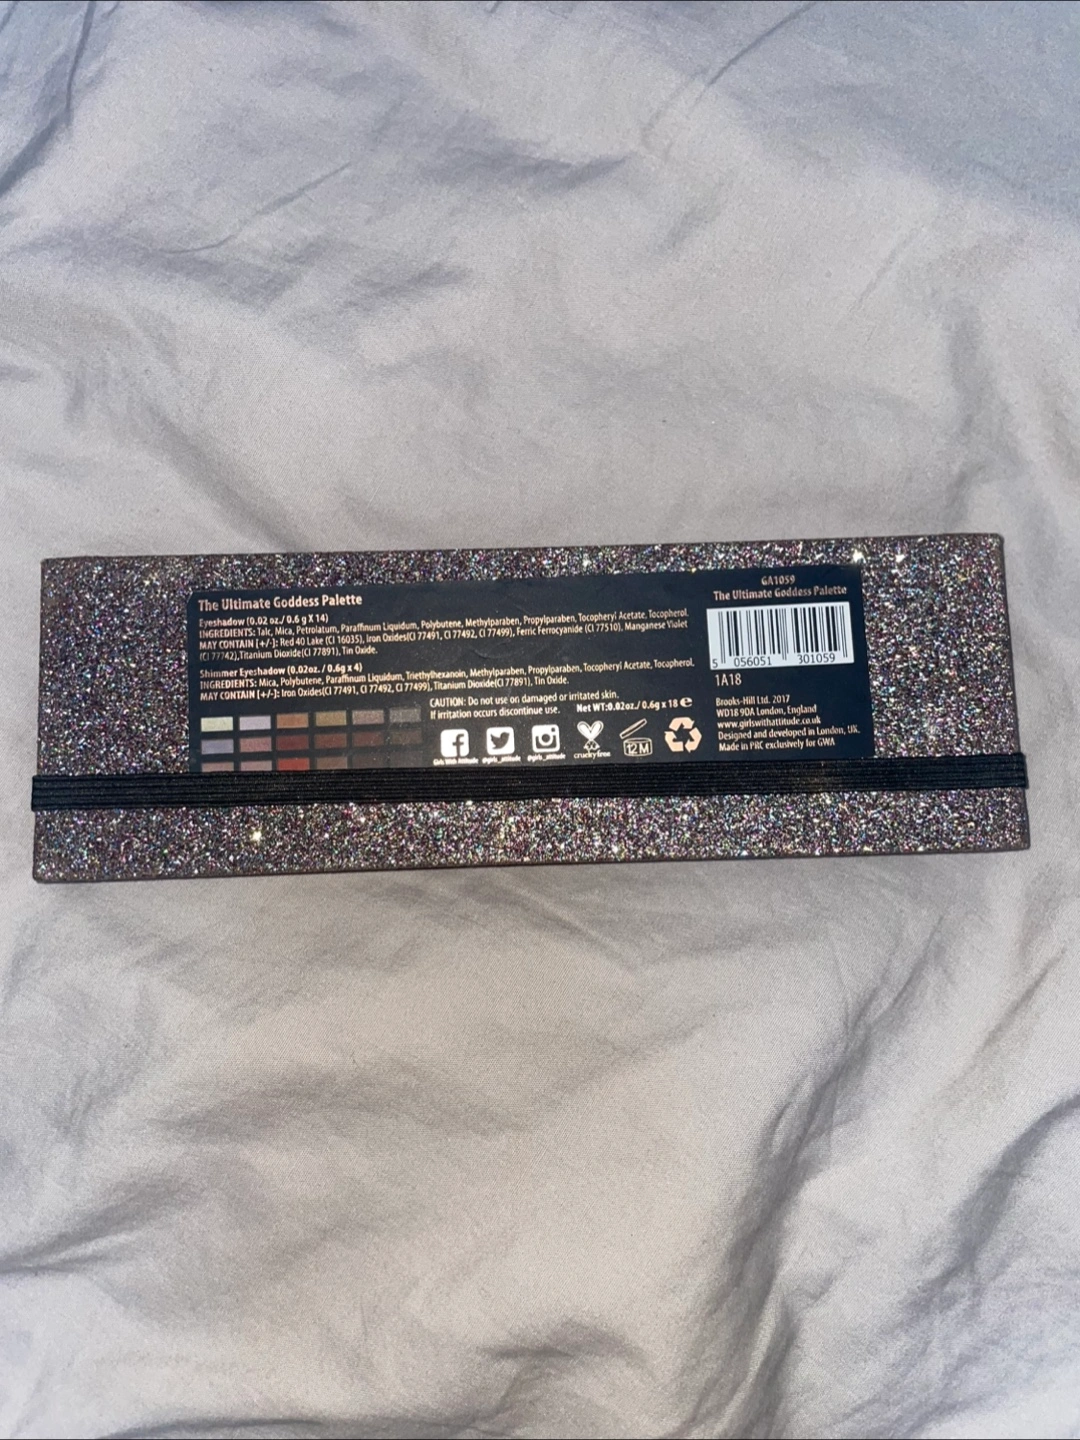 The Ultimate Goddess Palette
Eyeshadow (0.02 oz./ 0.6 g X 14)
INGREDIENTS: Talc, Mica, Petrolatum, Paraffinum Liquidum, Polybutene, Methylparaben, Propylparaben, Tocopheryl Acetate, Tocopherol.
MAY CONTAIN [+/-]: Red 40 Lake (CI 16035), Iron Oxides(CI 77491, CI 77492, CI 77499), Ferric Ferrocyanide (CI 77510), Manganese Violet
(CI 77742),Titanium Dioxide(CI 77891), Tin Oxide.
Shimmer Eyeshadow (0.02oz. / 0.6g x 4)
INGREDIENTS: Mica, Polybutene, Paraffinum Liquidum, Triethylhexanoin, Methylparaben, Propylparaben, Tocopheryl Acetate, Tocopherol.
MAY CONTAIN [+/-]: Iron Oxides(CI 77491, CI 77492, CI 77499),Titanium Dioxide(CI 77891), Tin Oxide.
CAUTION: Do not use on damaged or irritated skin.
If irritation occurs discontinue use.
Net WT:0.02oz./ 0.6g x 18 e
Girls With Attitude
@girls_attitude
@girls_attitude
crueltyfree
12 M
GA1059
The Ultimate Goddess Palette
5 056051 301059 >
1A18
Brooks-Hill Ltd. 2017
WD18 9DA London, England
www.girlswithattitude.co.uk
Designed and developed in London, UK.
Made in PRC exclusively for GWA